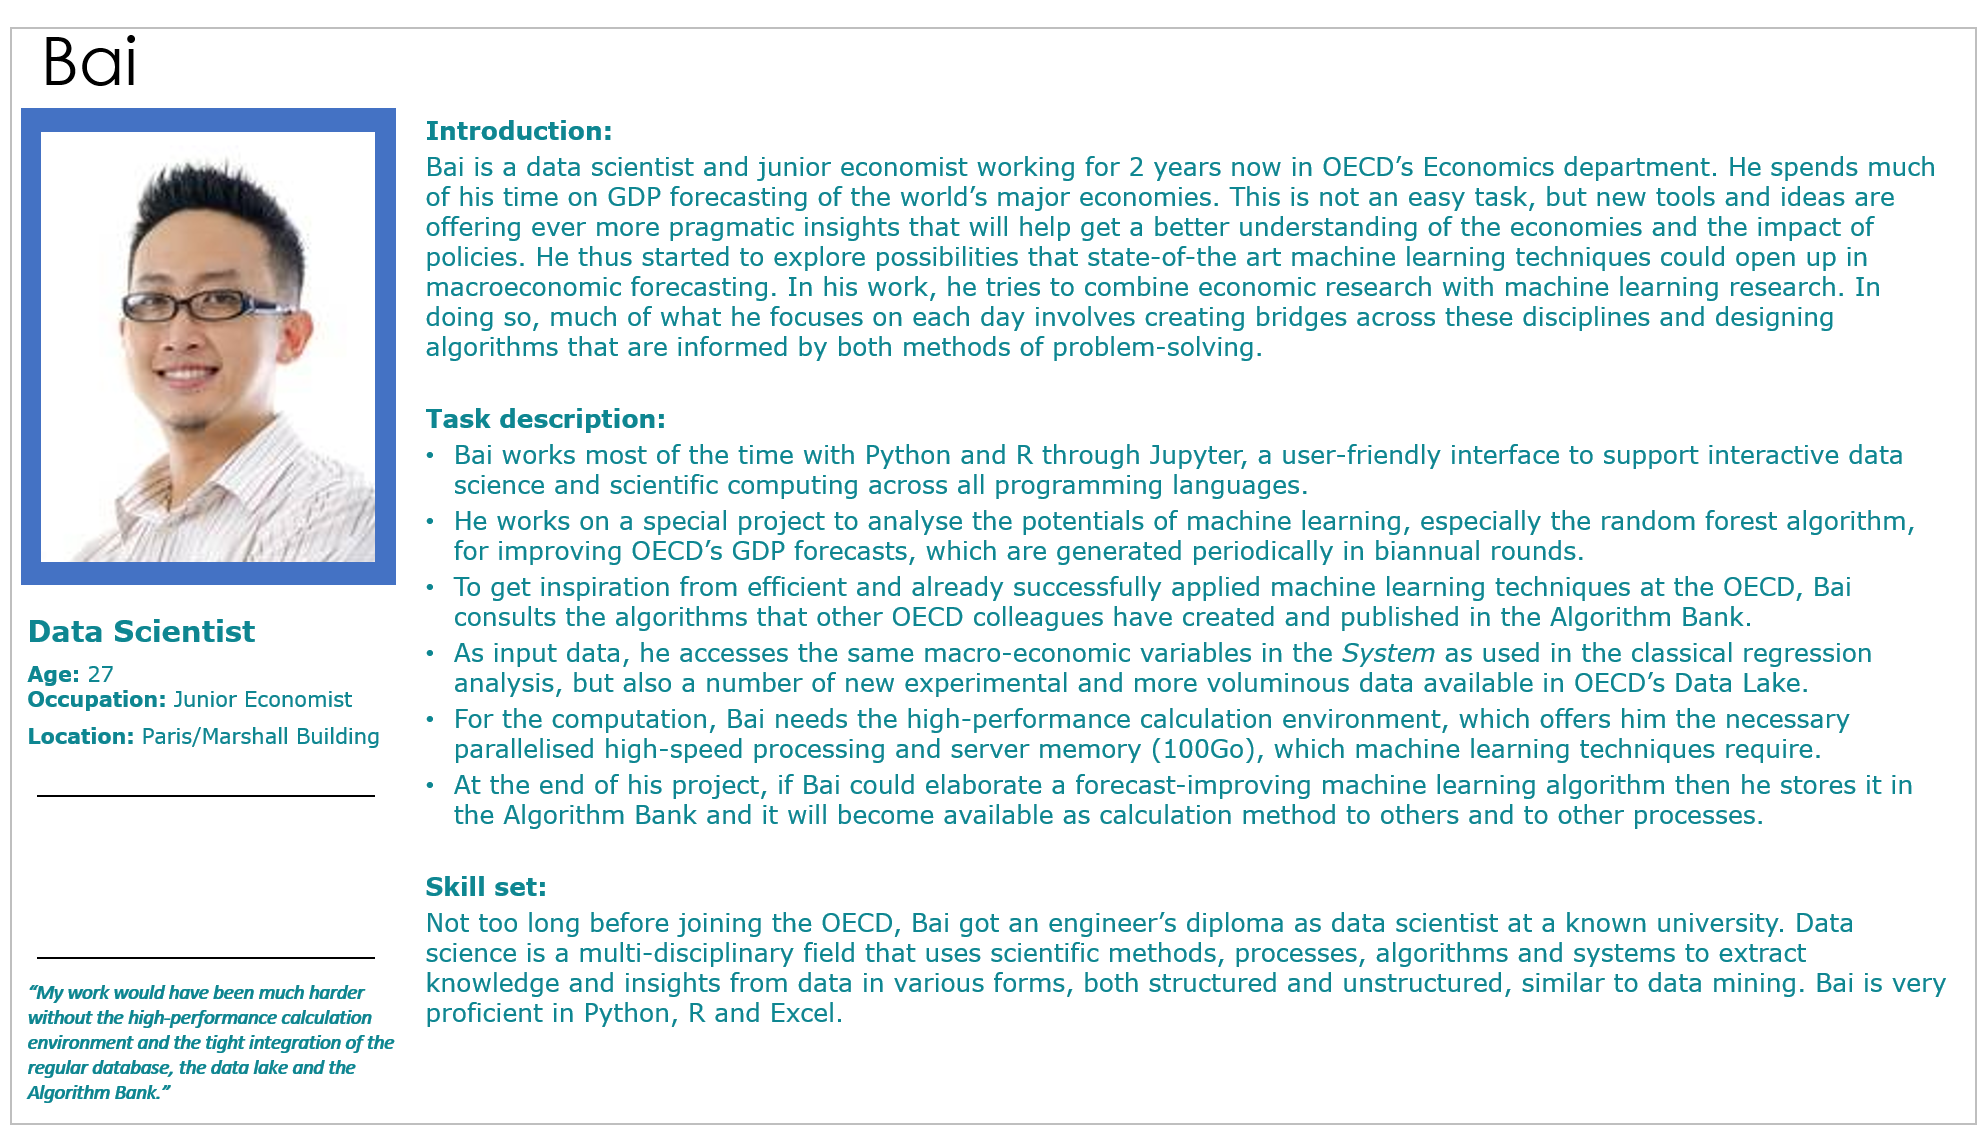 Bai
Introduction:
Bai is a data scientist and junior economist working for 2 years now in OECD’s Economics department. He spends much
of his time on GDP forecasting of the world’s major economies. This is not an easy task, but new tools and ideas are
offering ever more pragmatic insights that will help get a better understanding of the economies and the impact of
policies. He thus started to explore possibilities that state-of-the art machine learning techniques could open up in
macroeconomic forecasting. In his work, he tries to combine economic research with machine learning research. In
doing so, much of what he focuses on each day involves creating bridges across these disciplines and designing
algorithms that are informed by both methods of problem-solving.
Task description:
• Bai works most of the time with Python and R through Jupyter, a user-friendly interface to support interactive data
science and scientific computing across all programming languages.
• He works on a special project to analyse the potentials of machine learning, especially the random forest algorithm,
for improving OECD’s GDP forecasts, which are generated periodically in biannual rounds.
• To get inspiration from efficient and already successfully applied machine learning techniques at the OECD, Bai
consults the algorithms that other OECD colleagues have created and published in the Algorithm Bank.
• As input data, he accesses the same macro-economic variables in the System as used in the classical regression
analysis, but also a number of new experimental and more voluminous data available in OECD’s Data Lake.
• For the computation, Bai needs the high-performance calculation environment, which offers him the necessary
parallelised high-speed processing and server memory (100Go), which machine learning techniques require.
• At the end of his project, if Bai could elaborate a forecast-improving machine learning algorithm then he stores it in
the Algorithm Bank and it will become available as calculation method to others and to other processes.
Skill set:
Not too long before joining the OECD, Bai got an engineer’s diploma as data scientist at a known university. Data
science is a multi-disciplinary field that uses scientific methods, processes, algorithms and systems to extract
knowledge and insights from data in various forms, both structured and unstructured, similar to data mining. Bai is very
proficient in Python, R and Excel.
Data Scientist
Age: 27
Occupation: Junior Economist
Location: Paris/Marshall Building
“My work would have been much harder
without the high-performance calculation
environment and the tight integration of the
regular database, the data lake and the
Algorithm Bank.”